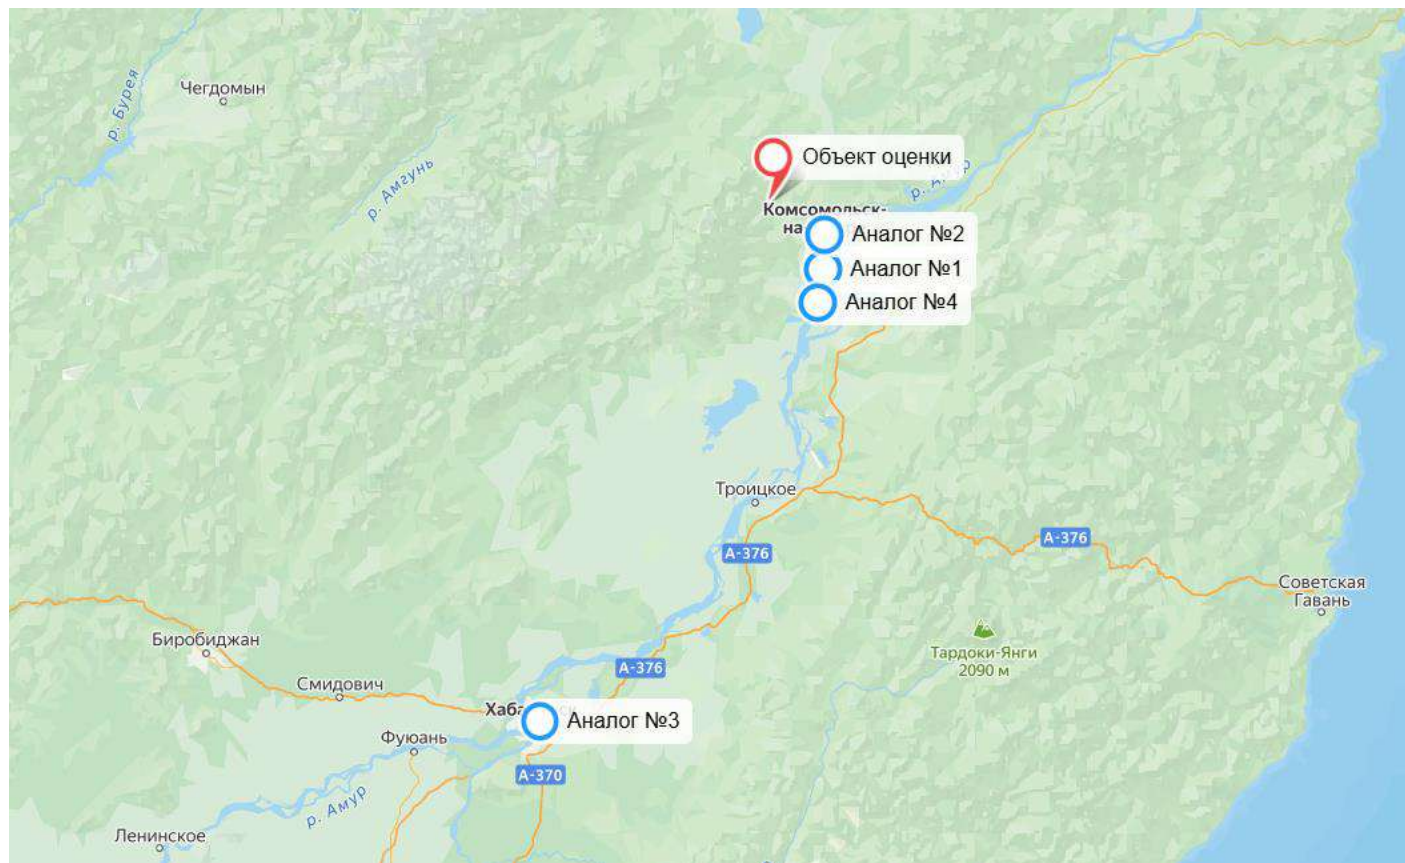 Чегдомын
р. Бурея
р. Амгунь
Объект оценки
р. Амур
Комсомольск-
на
Аналог №2
Аналог №1
Аналог №4
Троицкое
А-376
А-376
Советская
Гавань
Биробиджан
Тардоки-Янги
2090 м
А-376
Смидович
Хаба
Аналог №3
Фуюань
А-370
р. Амур
Ленинское